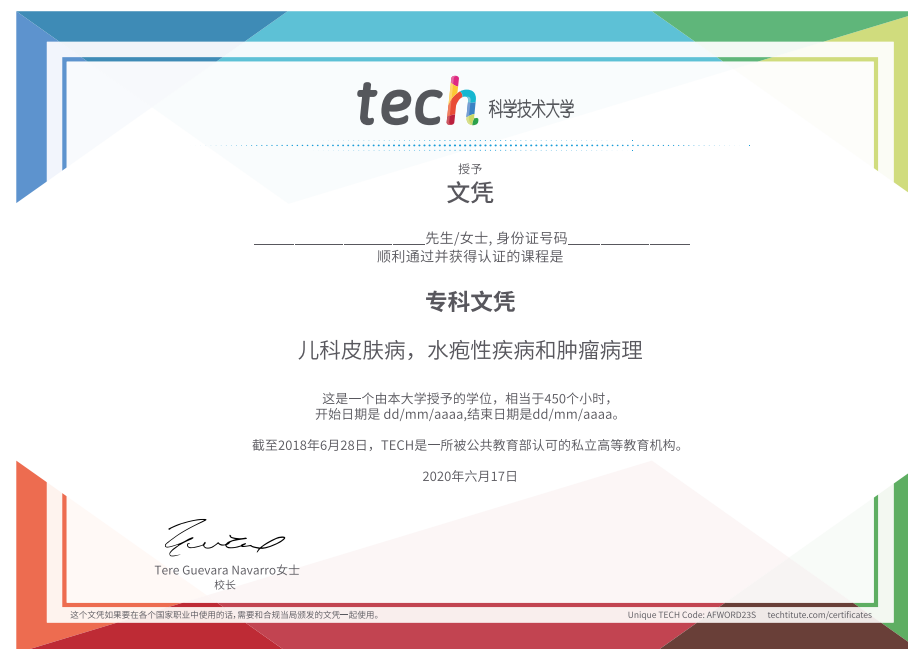 tech 科学技术大学
授予
文凭
______________________先生/女士, 身份证号码_______________
顺利通过并获得认证的课程是
专科文凭
儿科皮肤病，水疱性疾病和肿瘤病理
这是一个由本大学授予的学位，相当于450个小时，
开始日期是 dd/mm/aaaa,结束日期是dd/mm/aaaa。
截至2018年6月28日，TECH是一所被公共教育部认可的私立高等教育机构。
2020年六月17日
Tere Guevara Navarro女士
校长
这个文凭如果要在各个国家职业中使用的话,需要和合规当局颁发的文凭一起使用。
Unique TECH Code: AFWORD23S techtitute.com/certificates